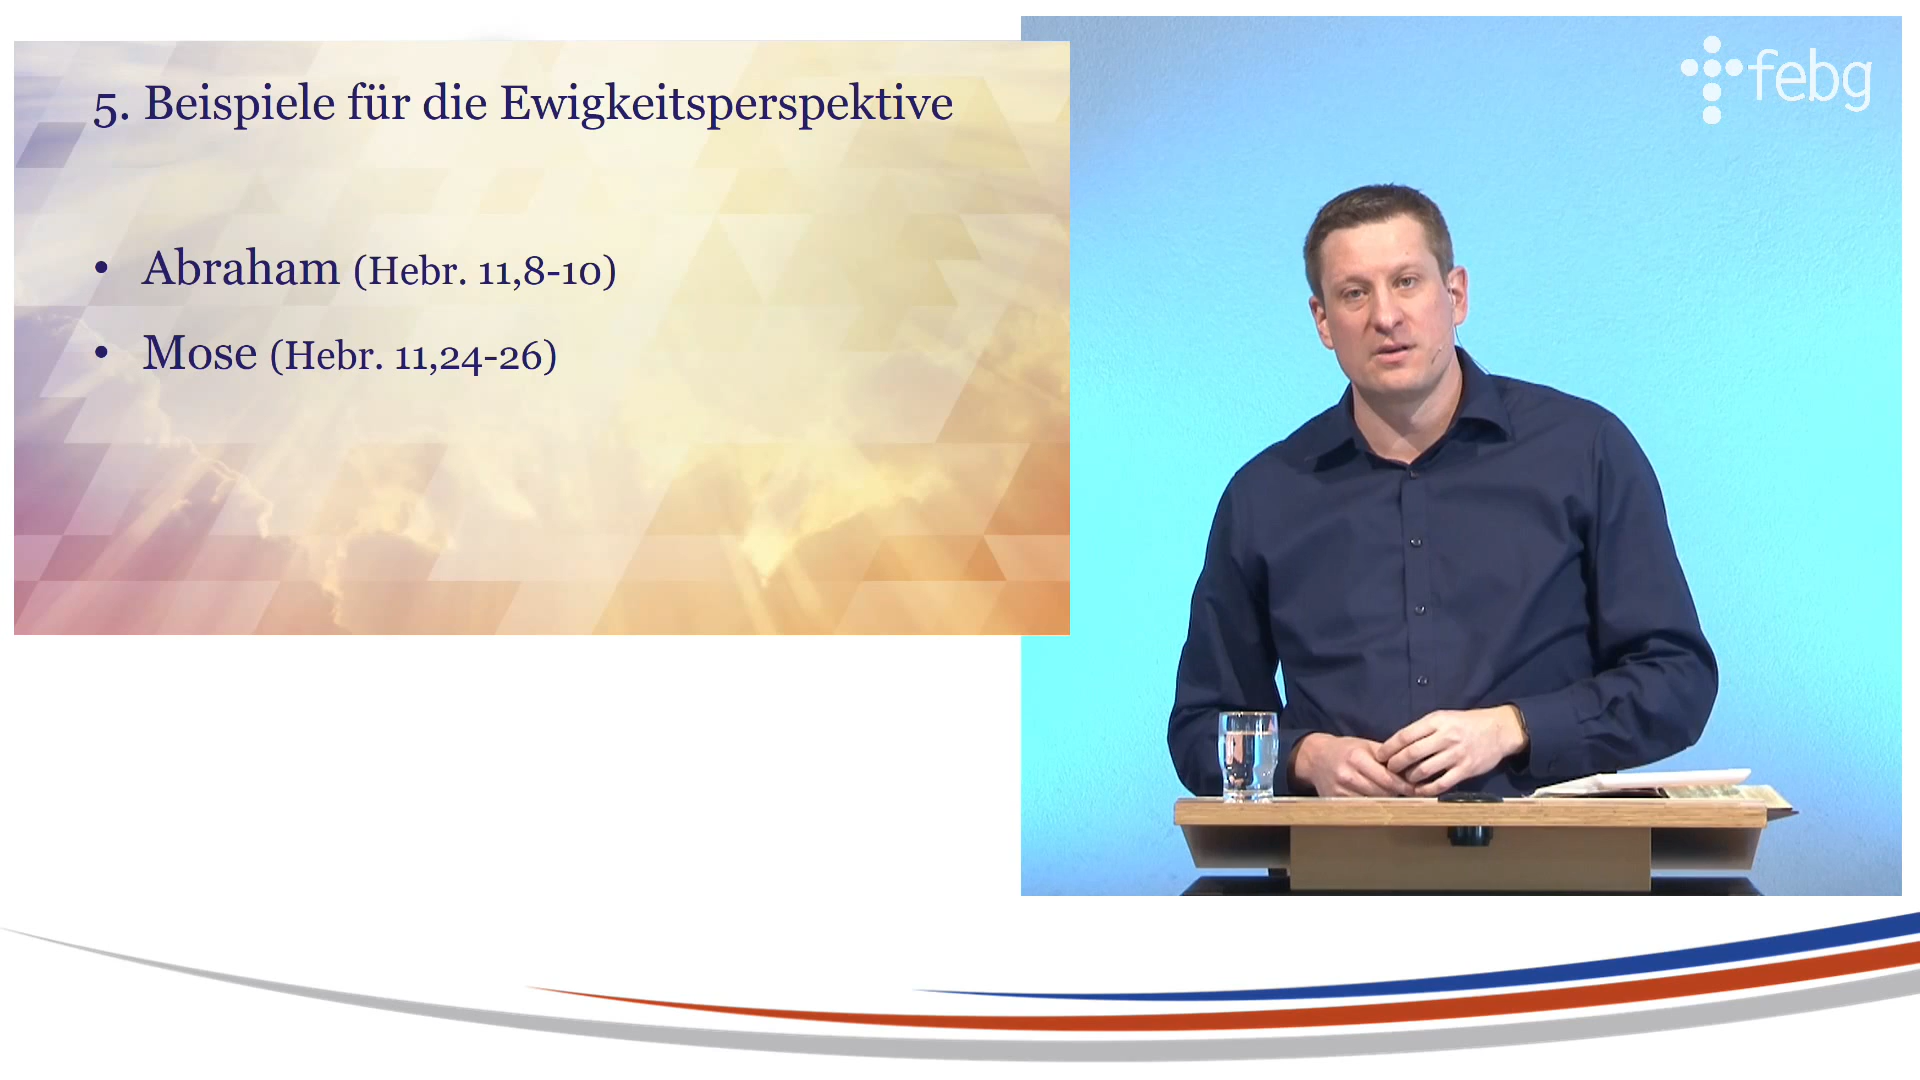 5. Beispiele für die Ewigkeitsperspektive
• Abraham (Hebr. 11,8-10)
• Mose (Hebr. 11,24-26)
febg